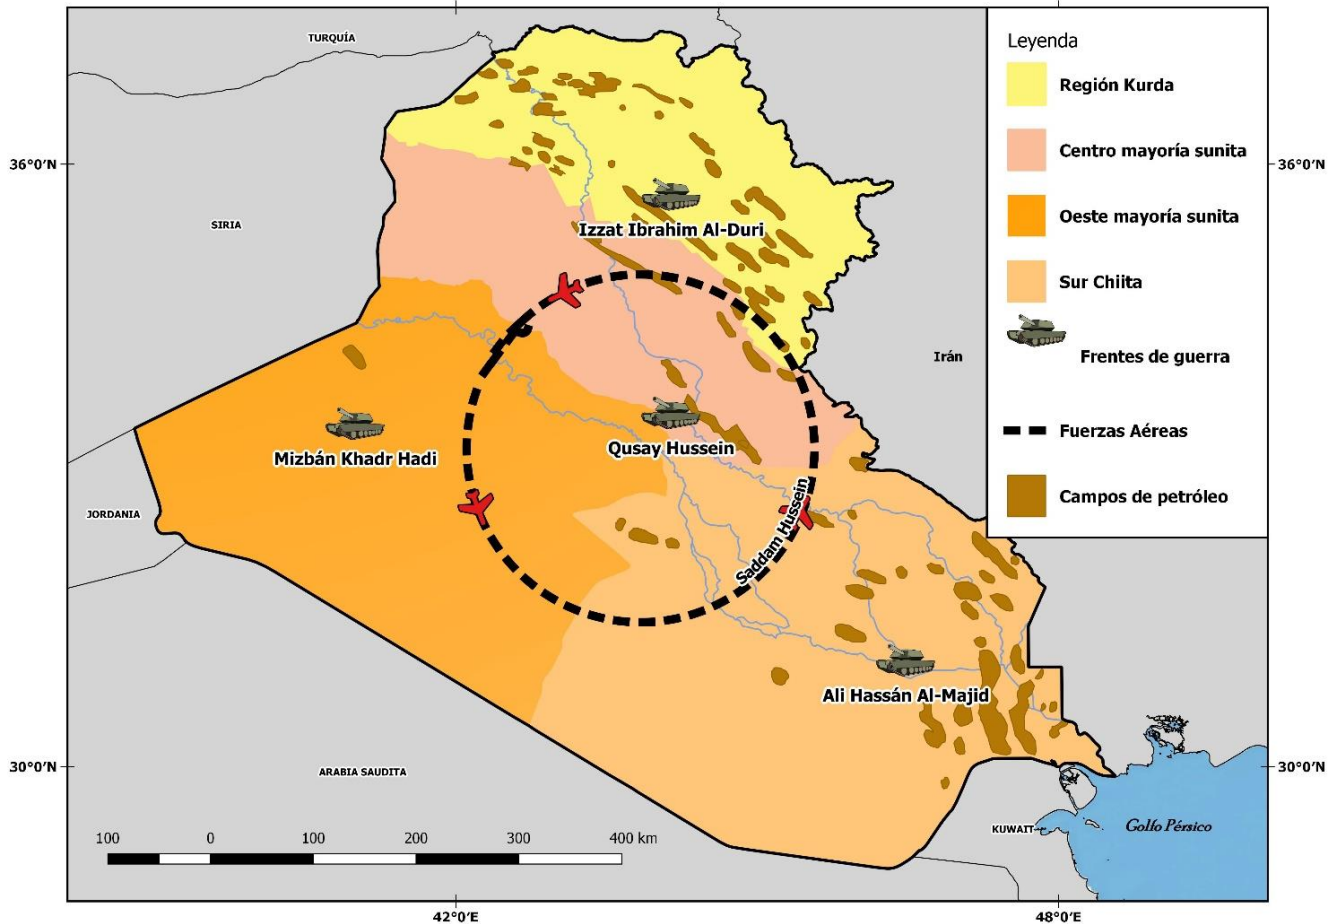 TURQUÍA
36°0'N
36°0'N
SIRIA
Izzat Ibrahim Al-Duri
Irán
Qusay Hussein
Mizbán Khadr Hadi
Saddam Hussein
JORDANIA
Ali Hassán Al-Majid
30°0'N
30°0'N
ARABIA SAUDITA
KUWAIT
Golfo Pérsico
100 0 100 200 300 400 km
42°0'E
48°0'E
Leyenda
Región Kurda
Centro mayoría sunita
Oeste mayoría sunita
Sur Chiita
Frentes de guerra
Fuerzas Aéreas
Campos de petróleo